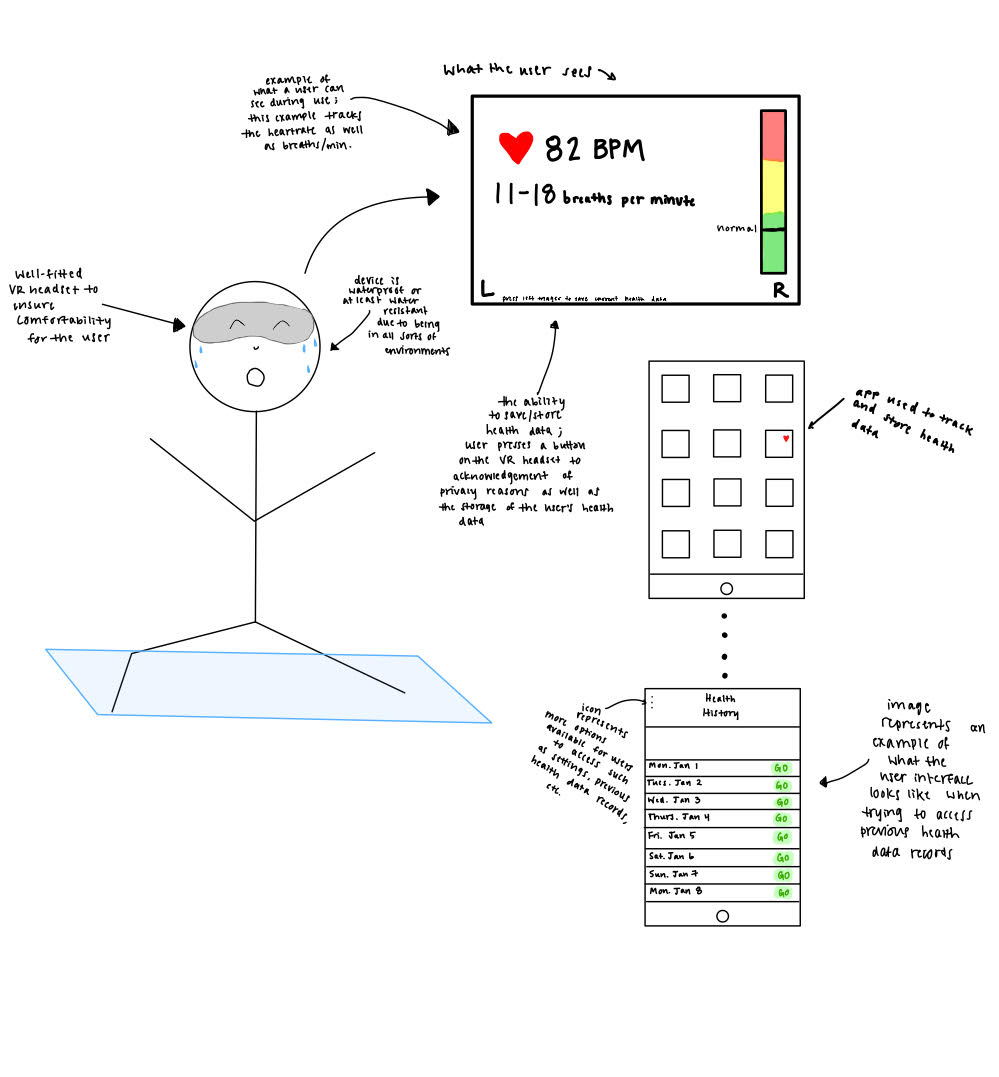 what the user sees
example of
what a user can
see during use;
this example tracks
the heartrate as well
as breaths/min.
82 BPM
11-18 breaths per minute
normal
L
R
press left trigger to save current health data
well-fitted
VR headset to
insure
comfortability
for the user
device is
waterproof or
at least water
resistant
due to being
in all sorts of
environments
the ability
to save/store
health data;
user presses a button
on the VR headset to
acknowledgement of
privacy reasons as well as
the storage of the user's health
data
app used to track
and store health
data
icon
represents
more options
available for users
to access such
as settings, previous
health data records,
etc.
Health
History
Mon. Jan 1 GO
Tues. Jan 2 GO
Wed. Jan 3 GO
Thurs. Jan 4 GO
Fri. Jan 5 GO
Sat. Jan 6 GO
Sun. Jan 7 GO
Mon. Jan 8 GO
image
represents an
example of
what the
user interface
looks like when
trying to access
previous health
data records